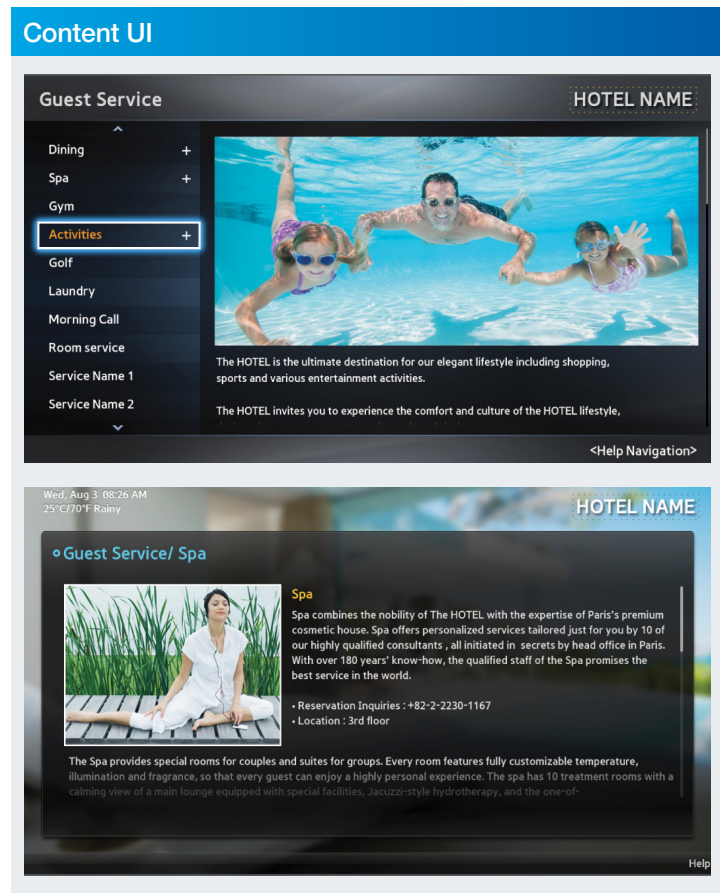 Content UI
Guest Service
HOTEL NAME
Dining +
Spa +
Gym
Activities +
Golf
Laundry
Morning Call
Room service
Service Name 1
Service Name 2
The HOTEL is the ultimate destination for our elegant lifestyle including shopping,
sports and various entertainment activities.
The HOTEL invites you to experience the comfort and culture of the HOTEL lifestyle,
<Help Navigation>
Wed, Aug 3 08:26 AM
25°C/70°F Rainy
HOTEL NAME
Guest Service/ Spa
Spa
Spa combines the nobility of The HOTEL with the expertise of Paris's premium
cosmetic house. Spa offers personalized services tailored just for you by 10 of
our highly qualified consultants , all initiated in secrets by head office in Paris.
With over 180 years' know-how, the qualified staff of the Spa promises the
best service in the world.
• Reservation Inquiries : +82-2-2230-1167
• Location : 3rd floor
The Spa provides special rooms for couples and suites for groups. Every room features fully customizable temperature,
illumination and fragrance, so that every guest can enjoy a highly personal experience. The spa has 10 treatment rooms with a
calming view of a main lounge equipped with special facilities, Jacuzzi-style hydrotherapy, and the one-of-
Help